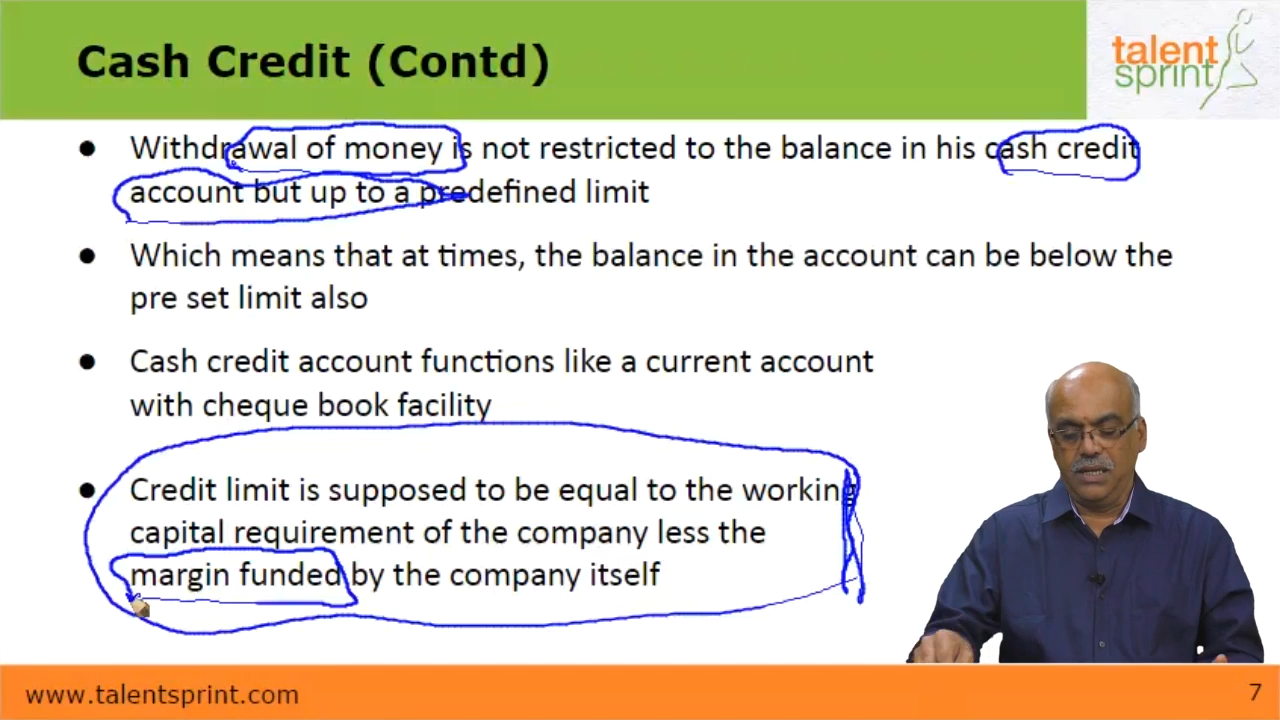 Cash Credit (Contd)
talent
sprint
● Withdrawal of money is not restricted to the balance in his cash credit
account but up to a predefined limit
● Which means that at times, the balance in the account can be below the
pre set limit also
● Cash credit account functions like a current account
with cheque book facility
● Credit limit is supposed to be equal to the working
capital requirement of the company less the
margin funded by the company itself
www.talentsprint.com
7